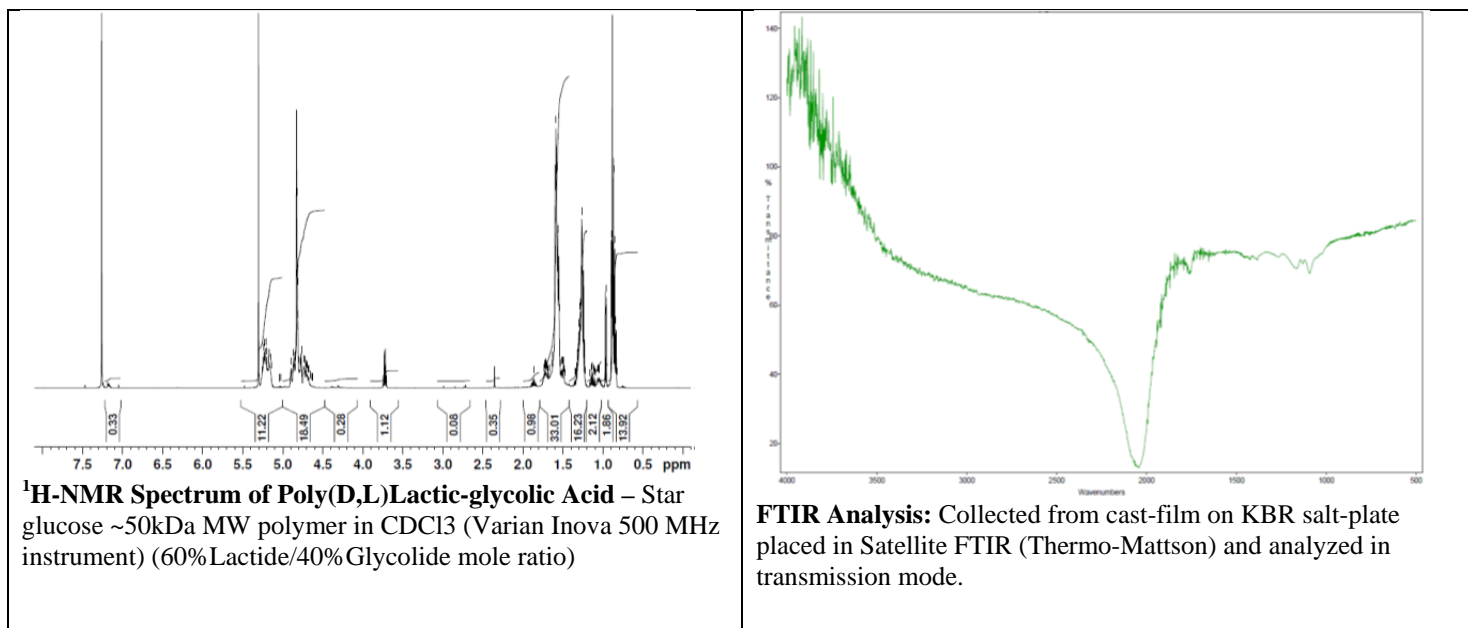 0.33
11.22
18.49
0.28
1.12
0.08
0.35
0.98
33.01
16.23
2.12
1.86
13.92
7.5 7.0 6.5 6.0 5.5 5.0 4.5 4.0 3.5 3.0 2.5 2.0 1.5 1.0 0.5 ppm
¹H-NMR Spectrum of Poly(D,L)Lactic-glycolic Acid – Star
glucose ~50kDa MW polymer in CDCl3 (Varian Inova 500 MHz
instrument) (60%Lactide/40%Glycolide mole ratio)
140
120
100
80
60
40
20
% Transmittance
4000 3000 2000 1500 1000 500
Wavenumbers
FTIR Analysis: Collected from cast-film on KBR salt-plate
placed in Satellite FTIR (Thermo-Mattson) and analyzed in
transmission mode.